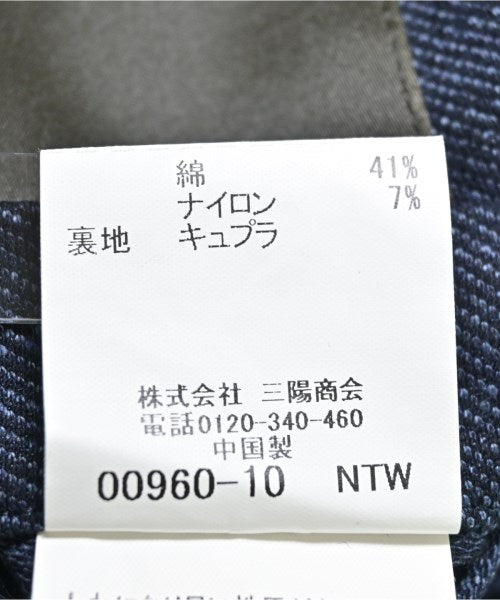 綿 41%
ナイロン 7%
裏地 キュプラ
株式会社 三陽商会
電話0120-340-460
中国製
00960-10 NTW